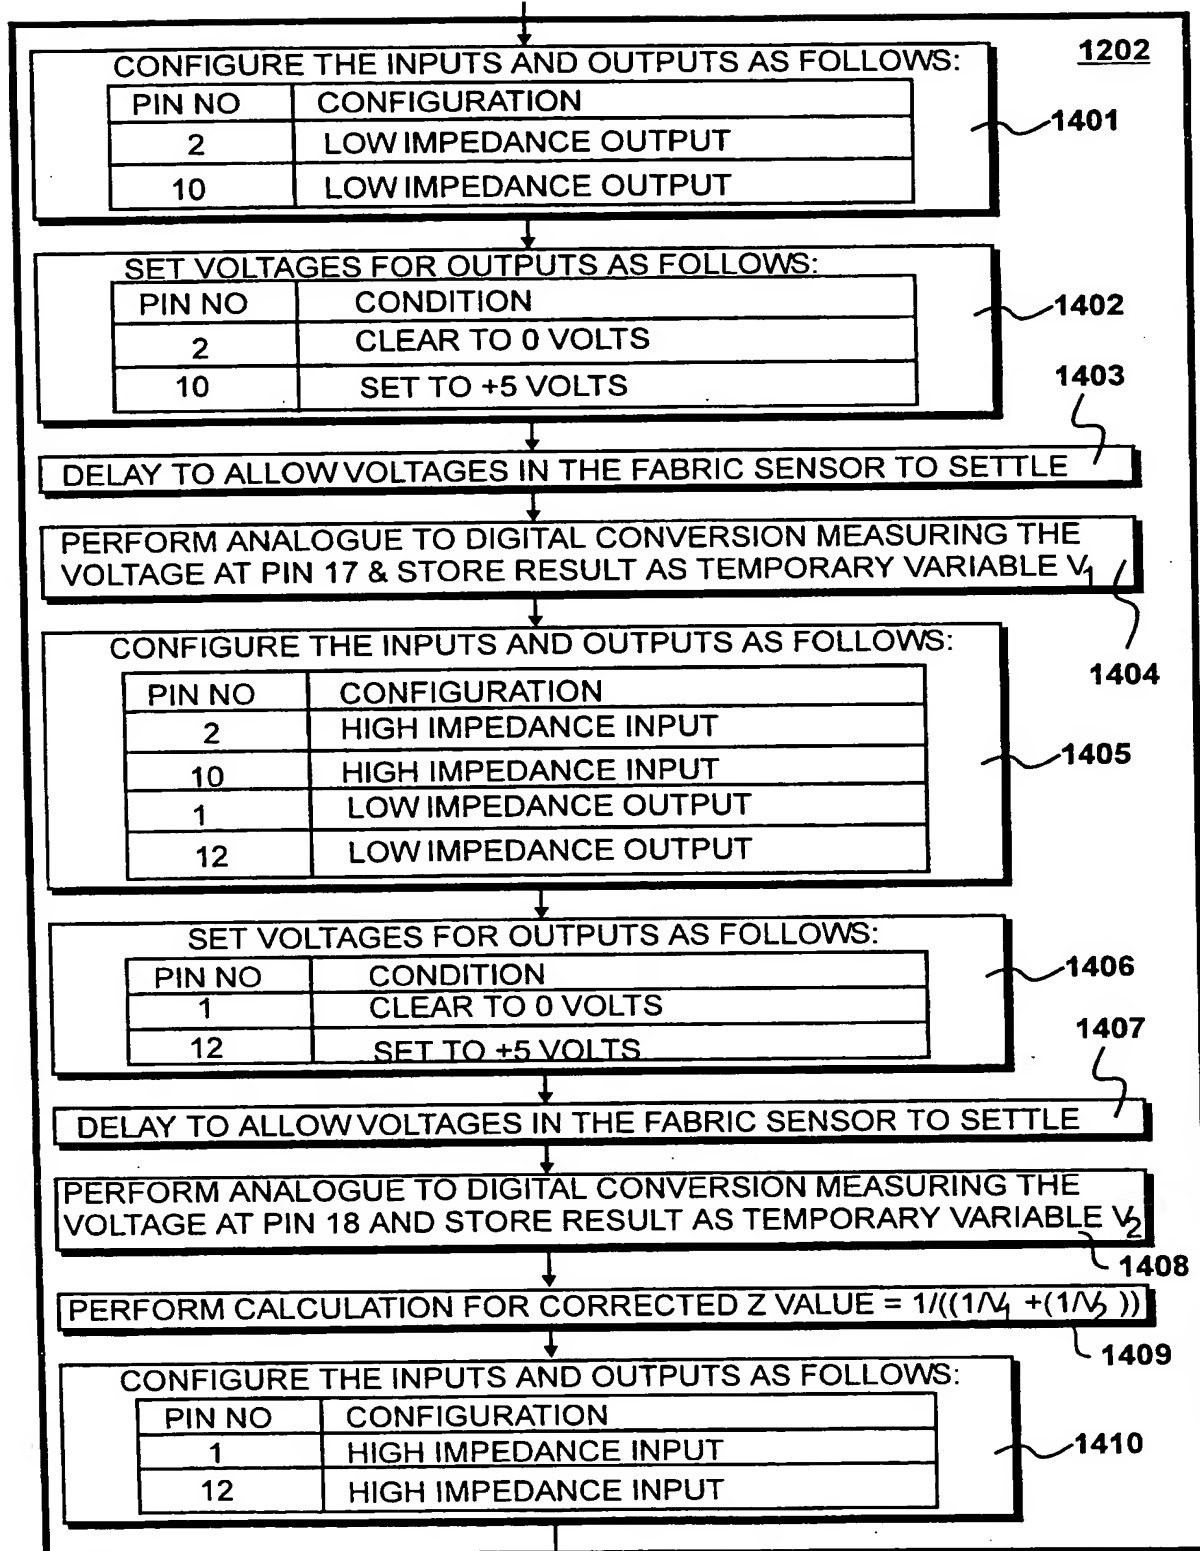 1202
CONFIGURE THE INPUTS AND OUTPUTS AS FOLLOWS:
PIN NO CONFIGURATION
2 LOW IMPEDANCE OUTPUT
10 LOW IMPEDANCE OUTPUT
1401
SET VOLTAGES FOR OUTPUTS AS FOLLOWS:
PIN NO CONDITION
2 CLEAR TO 0 VOLTS
10 SET TO +5 VOLTS
1402
1403
DELAY TO ALLOW VOLTAGES IN THE FABRIC SENSOR TO SETTLE
PERFORM ANALOGUE TO DIGITAL CONVERSION MEASURING THE
VOLTAGE AT PIN 17 & STORE RESULT AS TEMPORARY VARIABLE V1
1404
CONFIGURE THE INPUTS AND OUTPUTS AS FOLLOWS:
PIN NO CONFIGURATION
2 HIGH IMPEDANCE INPUT
10 HIGH IMPEDANCE INPUT
1 LOW IMPEDANCE OUTPUT
12 LOW IMPEDANCE OUTPUT
1405
SET VOLTAGES FOR OUTPUTS AS FOLLOWS:
PIN NO CONDITION
1 CLEAR TO 0 VOLTS
12 SET TO +5 VOLTS
1406
1407
DELAY TO ALLOW VOLTAGES IN THE FABRIC SENSOR TO SETTLE
PERFORM ANALOGUE TO DIGITAL CONVERSION MEASURING THE
VOLTAGE AT PIN 18 AND STORE RESULT AS TEMPORARY VARIABLE V2
1408
PERFORM CALCULATION FOR CORRECTED Z VALUE = 1/((1/V1 +(1/V2 ))
1409
CONFIGURE THE INPUTS AND OUTPUTS AS FOLLOWS:
PIN NO CONFIGURATION
1 HIGH IMPEDANCE INPUT
12 HIGH IMPEDANCE INPUT
1410